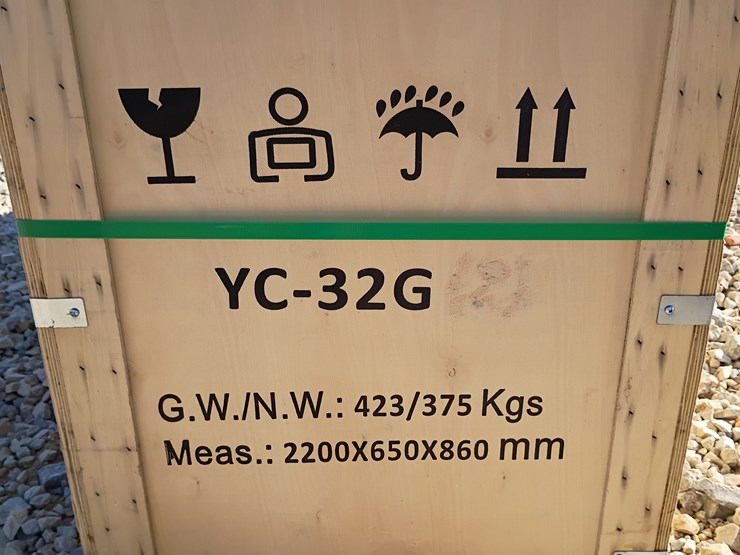 YC-32G
G.W./N.W.: 423/375 Kgs
Meas.: 2200X650X860 mm